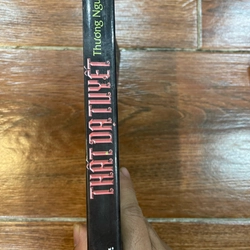 THẤT DẠ TUYẾT
Thương Ngu